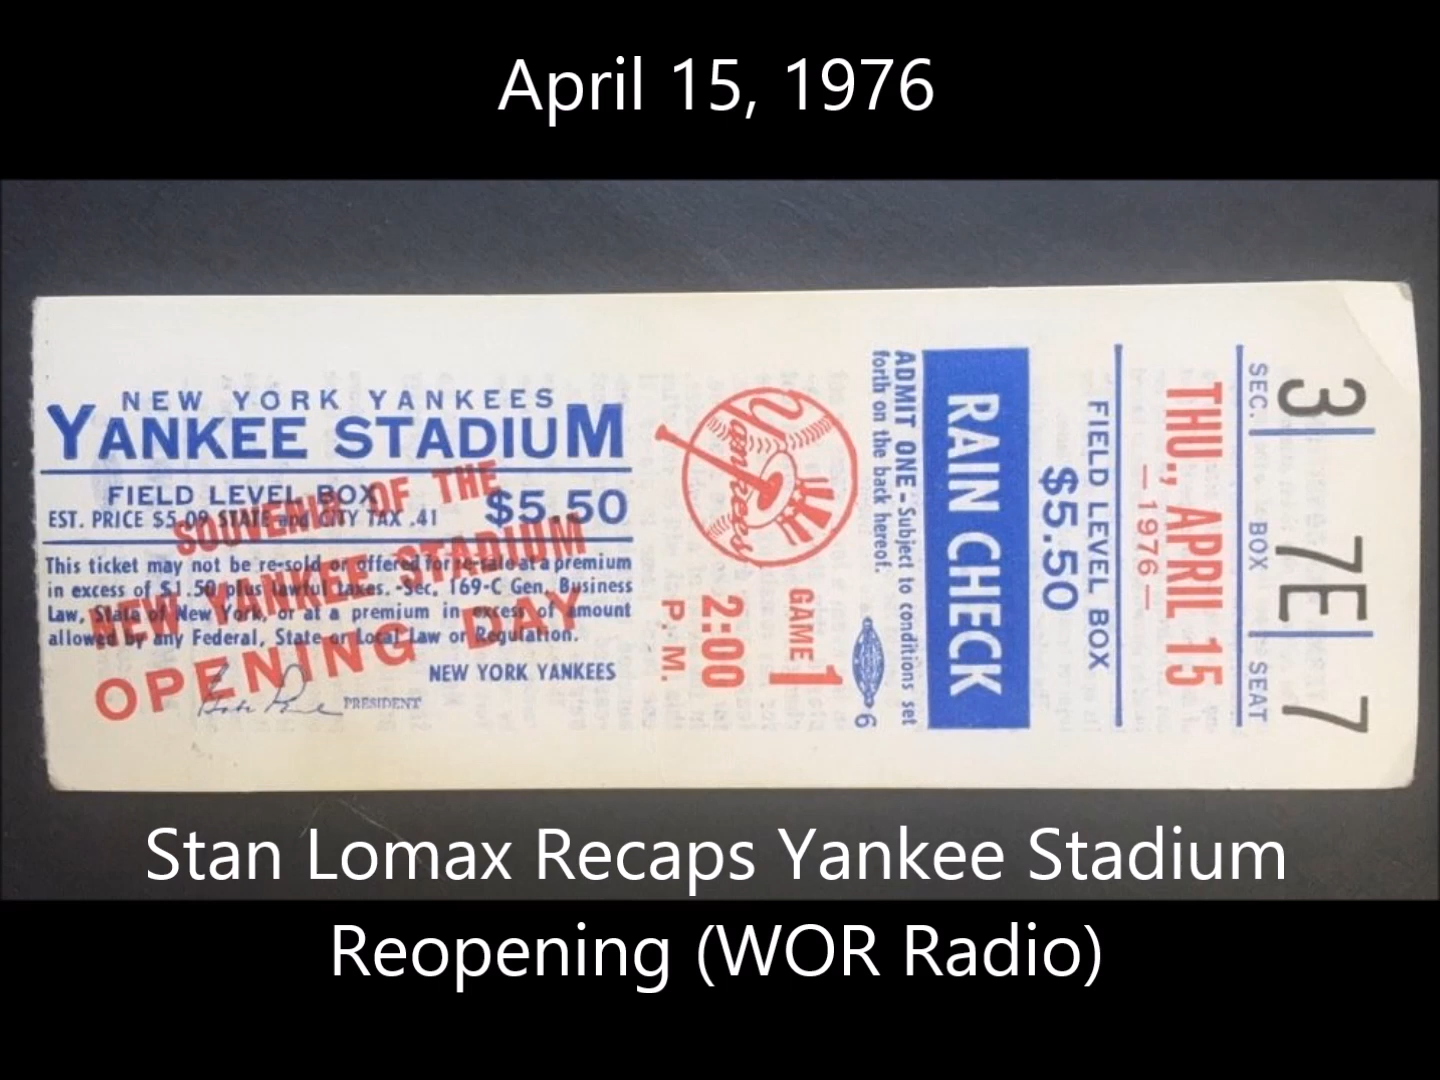 April 15, 1976
NEW YORK YANKEES
YANKEE STADIUM
FIELD LEVEL BOX
EST. PRICE $5.09 STATE and CITY TAX .41
$5.50
SOUVENIR OF THE
NEW YANKEE STADIUM
OPENING DAY
This ticket may not be re-sold or offered for re-sale at a premium
in excess of $1.50 plus lawful taxes.-Sec. 169-C Gen. Business
Law, State of New York, or at a premium in excess of amount
allowed by any Federal, State or Local Law or Regulation.
NEW YORK YANKEES
PRESIDENT
Yankees
GAME 1
2:00
P. M.
ADMIT ONE-Subject to conditions set
forth on the back hereof.
6
RAIN CHECK
FIELD LEVEL BOX
$5.50
THU., APRIL 15
— 1976 —
SEC. BOX SEAT
3 7E 7
Stan Lomax Recaps Yankee Stadium
Reopening (WOR Radio)